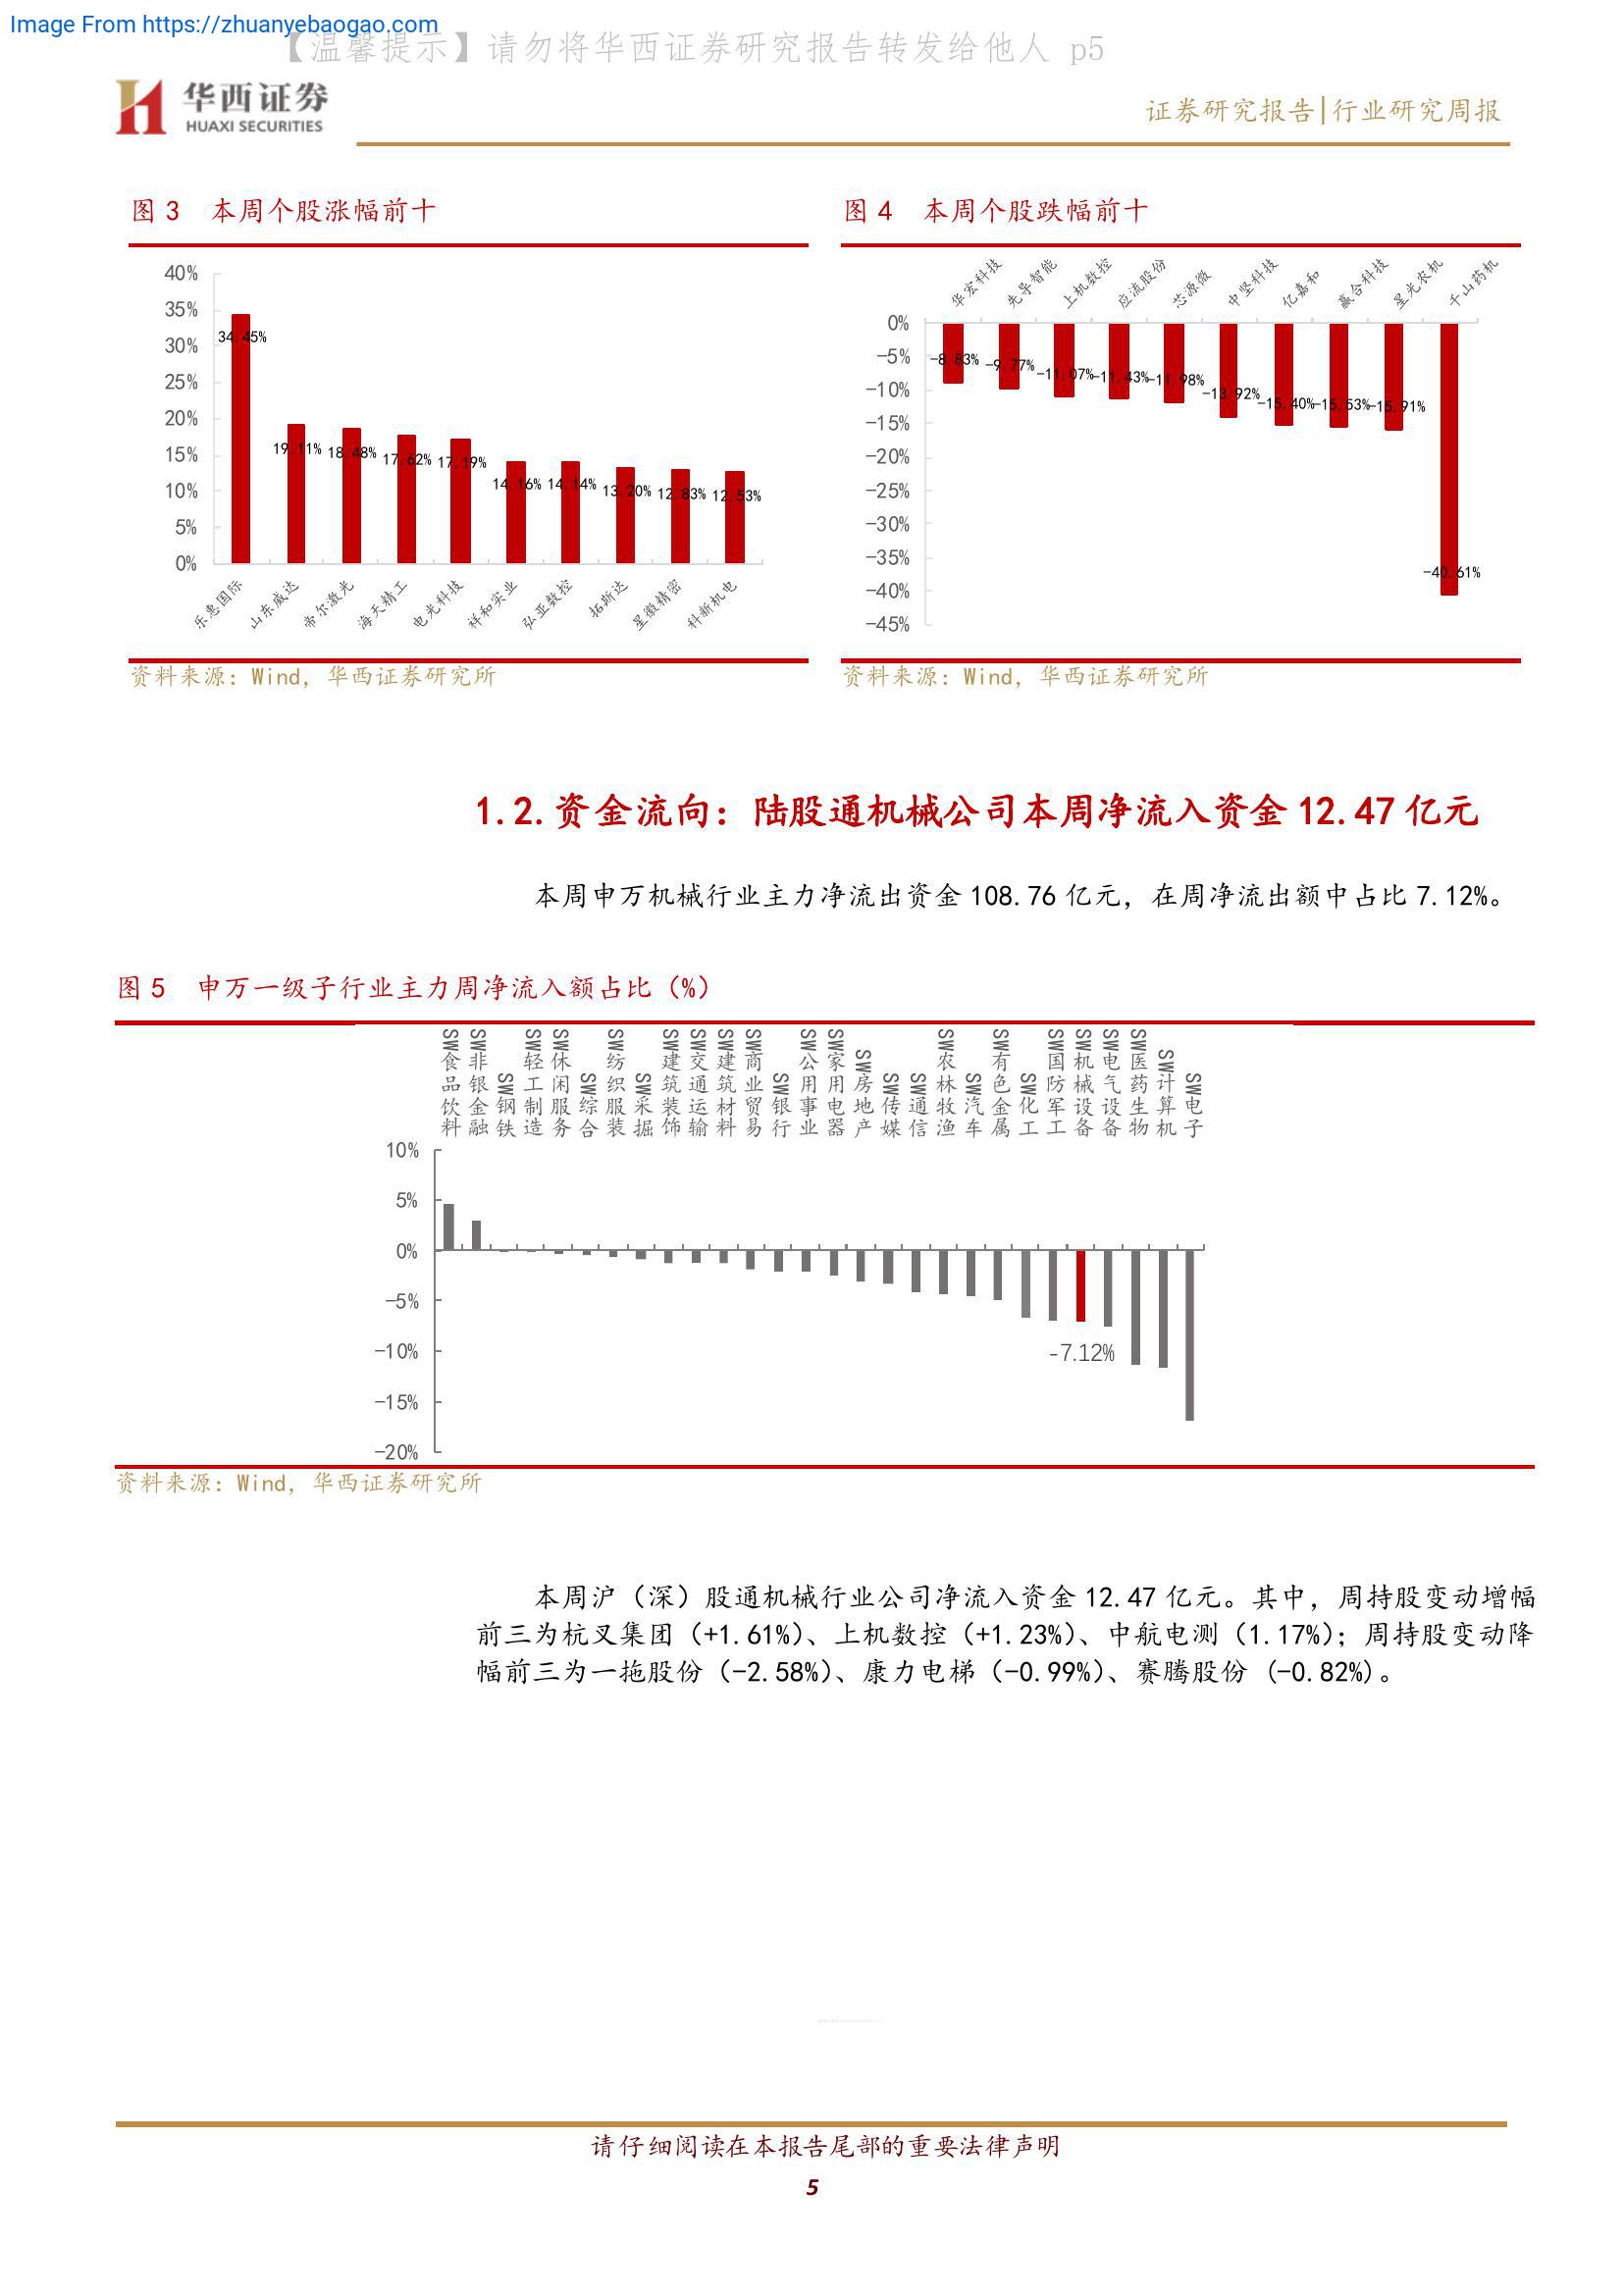 Image From https://zhuanyebaogao.com
【温馨提示】请勿将华西证券研究报告转发给他人 p5
华西证券
HUAXI SECURITIES
证券研究报告|行业研究周报
图 3 本周个股涨幅前十
40%
35%
30%
25%
20%
15%
10%
5%
0%
34.45%
19.11%
18.48%
17.62%
17.19%
14.16%
14.14%
13.20%
12.83%
12.53%
乐惠国际
山东威达
帝尔激光
海天精工
电光科技
祥和实业
弘亚数控
拓斯达
星徽精密
科新机电
资料来源：Wind，华西证券研究所
图 4 本周个股跌幅前十
华宏科技
先导智能
上机数控
应流股份
芯源微
中坚科技
亿嘉和
赢合科技
星光农机
千山药机
0%
-5%
-10%
-15%
-20%
-25%
-30%
-35%
-40%
-45%
-8.83%
-9.77%
-11.07%
-11.43%
-11.98%
-13.92%
-15.40%
-15.53%
-15.91%
-40.61%
资料来源：Wind，华西证券研究所
1.2.资金流向：陆股通机械公司本周净流入资金 12.47 亿元
本周申万机械行业主力净流出资金 108.76 亿元，在周净流出额中占比 7.12%。
图 5 申万一级子行业主力周净流入额占比（%）
SW食品饮料
SW非银金融
SW钢铁
SW轻工制造
SW休闲服务
SW综合
SW纺织服装
SW采掘
SW建筑装饰
SW交通运输
SW建筑材料
SW商业贸易
SW银行
SW公用事业
SW家用电器
SW房地产
SW传媒
SW通信
SW农林牧渔
SW汽车
SW有色金属
SW化工
SW国防军工
SW机械设备
SW电气设备
SW医药生物
SW计算机
SW电子
10%
5%
0%
-5%
-10%
-15%
-20%
-7.12%
资料来源：Wind，华西证券研究所
本周沪（深）股通机械行业公司净流入资金 12.47 亿元。其中，周持股变动增幅
前三为杭叉集团（+1.61%）、上机数控（+1.23%）、中航电测（1.17%）；周持股变动降
幅前三为一拖股份（-2.58%）、康力电梯（-0.99%）、赛腾股份 (-0.82%)。
请仔细阅读在本报告尾部的重要法律声明
5